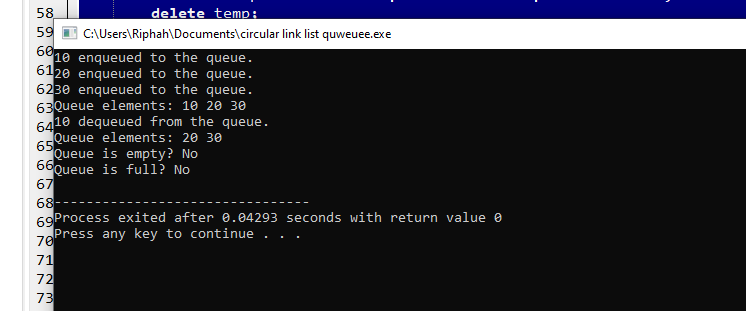 58 delete temp;
59 C:\Users\Riphah\Documents\circular link list quweuee.exe
60 10 enqueued to the queue.
61 20 enqueued to the queue.
62 30 enqueued to the queue.
63 Queue elements: 10 20 30
64 10 dequeued from the queue.
65 Queue elements: 20 30
66 Queue is empty? No
Queue is full? No
67
68 --------------------------------
69 Process exited after 0.04293 seconds with return value 0
70 Press any key to continue . . .
71
72
73